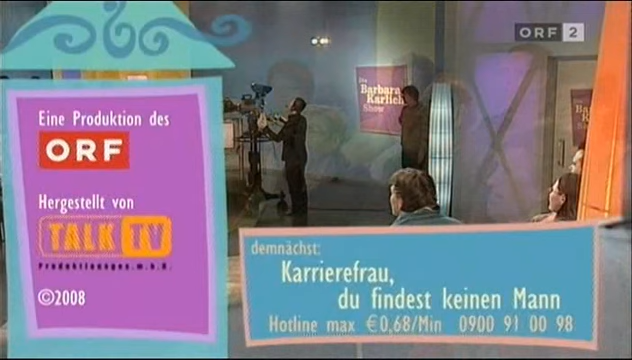 ORF 2
Die
Barbara
Karlich
Show
Eine Produktion des
ORF
Hergestellt von
TALK TV
Produktionsges.m.b.H.
©2008
demnächst:
Karrierefrau,
du findest keinen Mann
Hotline max €0,68/Min 0900 91 00 98